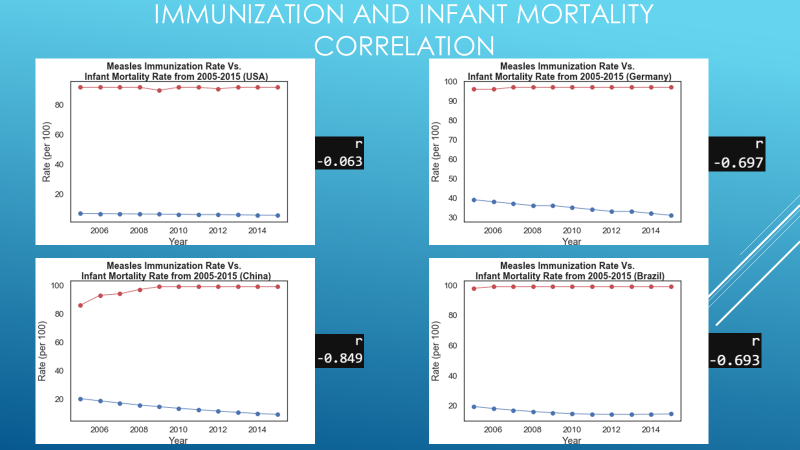 IMMUNIZATION AND INFANT MORTALITY
CORRELATION
Measles Immunization Rate Vs.
Infant Mortality Rate from 2005-2015 (USA)
Rate (per 100)
80
60
40
20
2006 2008 2010 2012 2014
Year
r
-0.063
Measles Immunization Rate Vs.
Infant Mortality Rate from 2005-2015 (Germany)
Rate (per 100)
100
90
80
70
60
50
40
30
2006 2008 2010 2012 2014
Year
r
-0.697
Measles Immunization Rate Vs.
Infant Mortality Rate from 2005-2015 (China)
Rate (per 100)
100
80
60
40
20
2006 2008 2010 2012 2014
Year
r
-0.849
Measles Immunization Rate Vs.
Infant Mortality Rate from 2005-2015 (Brazil)
Rate (per 100)
100
80
60
40
20
2006 2008 2010 2012 2014
Year
r
-0.693